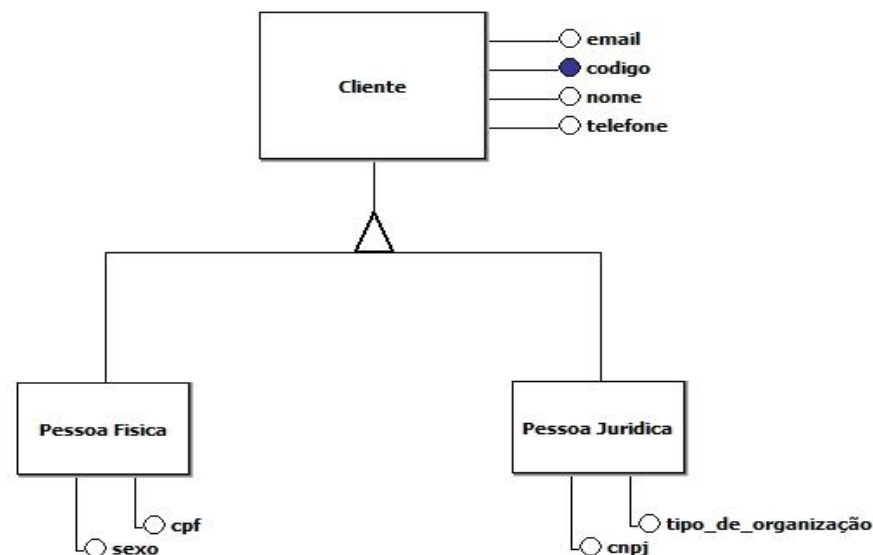 Cliente
email
codigo
nome
telefone
Pessoa Fisica
cpf
sexo
Pessoa Juridica
tipo_de_organização
cnpj